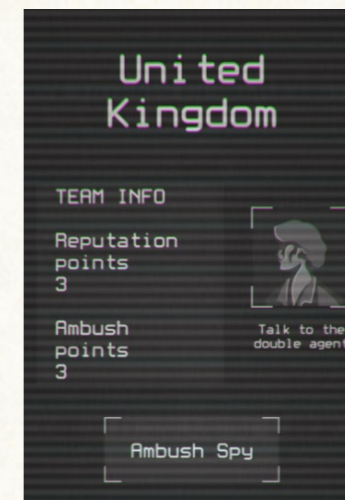 United
Kingdom
TEAM INFO
Reputation
points
3
Ambush
points
3
Talk to the
double agent
Ambush Spy